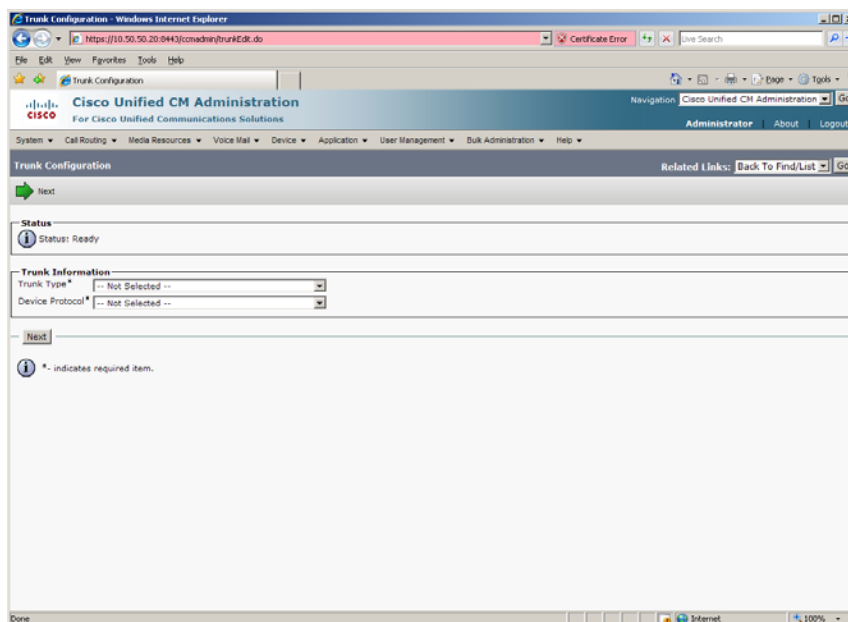 Trunk Configuration - Windows Internet Explorer
https://10.50.50.20:8443/ccmadmin/trunkEdit.do
Certificate Error
Live Search
File Edit View Favorites Tools Help
Trunk Configuration
Page Tools
cisco
Cisco Unified CM Administration
For Cisco Unified Communications Solutions
Navigation Cisco Unified CM Administration Go
Administrator About Logout
System Call Routing Media Resources Voice Mail Device Application User Management Bulk Administration Help
Trunk Configuration
Related Links: Back To Find/List Go
Next
Status
Status: Ready
Trunk Information
Trunk Type* -- Not Selected --
Device Protocol* -- Not Selected --
Next
*- indicates required item.
Done
Internet
100%